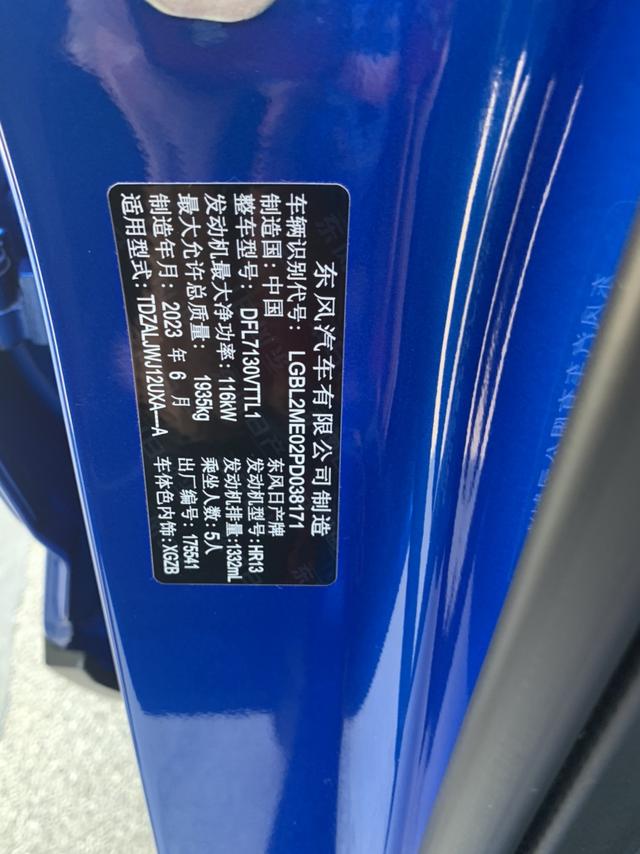 东风汽车有限公司制造
车辆识别代号: LGBL2ME02PD038171
制造国: 中国 东风日产牌
整车型号: DFL7130VTTL1 发动机型号: HR13
发动机最大净功率: 116kW 发动机排量: 1332mL
最大允许总质量: 1935kg 乘坐人数: 5人
制造年月: 2023 年 6 月 出厂编号: 175541
适用型式: TDZALJWJ12UXA—A 车体色内饰: XGZB